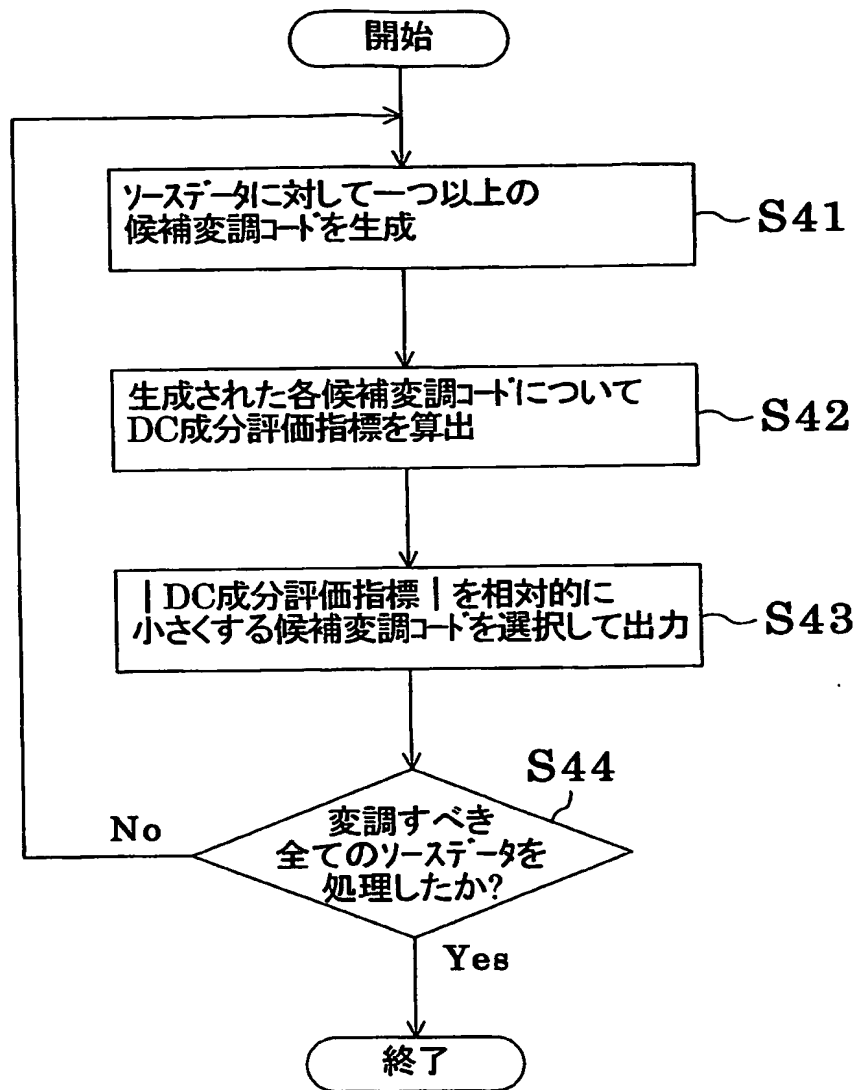 開始
ソースデータに対して一つ以上の
候補変調コードを生成
S41
生成された各候補変調コードについて
DC成分評価指標を算出
S42
|DC成分評価指標|を相対的に
小さくする候補変調コードを選択して出力
S43
S44
変調すべき
全てのソースデータを
処理したか?
No
Yes
終了